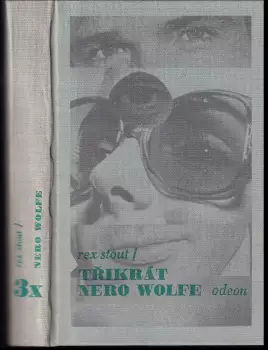 rex stout /
NERO WOLFE
3x
rex stout /
TŘIKRÁT
NERO WOLFE odeon